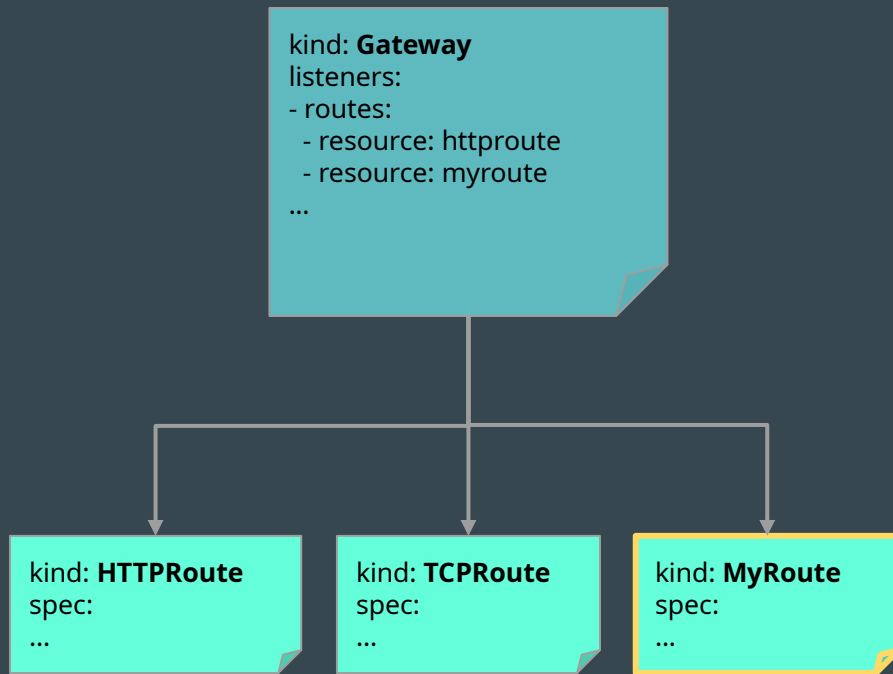 kind: Gateway
listeners:
- routes:
  - resource: httproute
  - resource: myroute
...
kind: HTTPRoute
spec:
...
kind: TCPRoute
spec:
...
kind: MyRoute
spec:
...